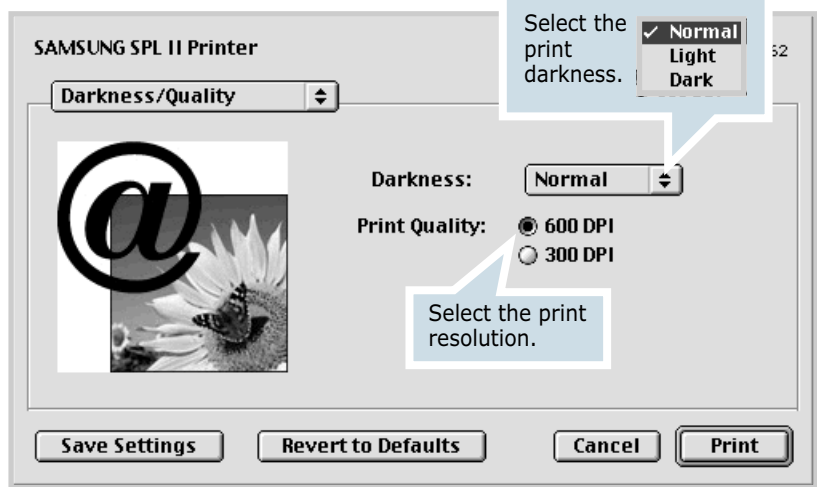 Select the
print
darkness.
✓ Normal
Light
Dark
SAMSUNG SPL II Printer
Darkness/Quality
@
Darkness: Normal
Print Quality: 600 DPI
300 DPI
Select the print
resolution.
Save Settings Revert to Defaults Cancel Print